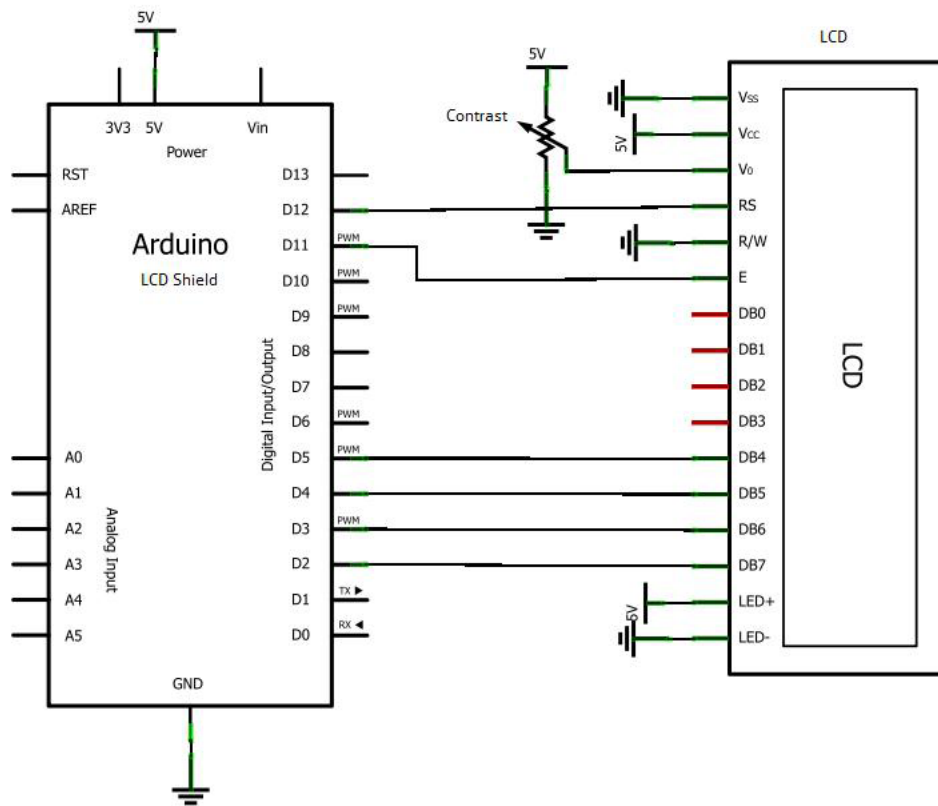 5V
LCD
5V
Contrast
3V3 5V Vin
Power
RST
AREF
Arduino
LCD Shield
D13
D12
D11 PWM
D10 PWM
D9 PWM
D8
D7
D6 PWM
D5 PWM
D4
D3 PWM
D2
D1 TX ►
D0 RX ◄
Digital Input/Output
A0
A1
A2
A3
A4
A5
Analog Input
GND
Vss
Vcc
5V
V0
RS
R/W
E
DB0
DB1
DB2
DB3
DB4
DB5
DB6
DB7
LED+
5V
LED-
LCD